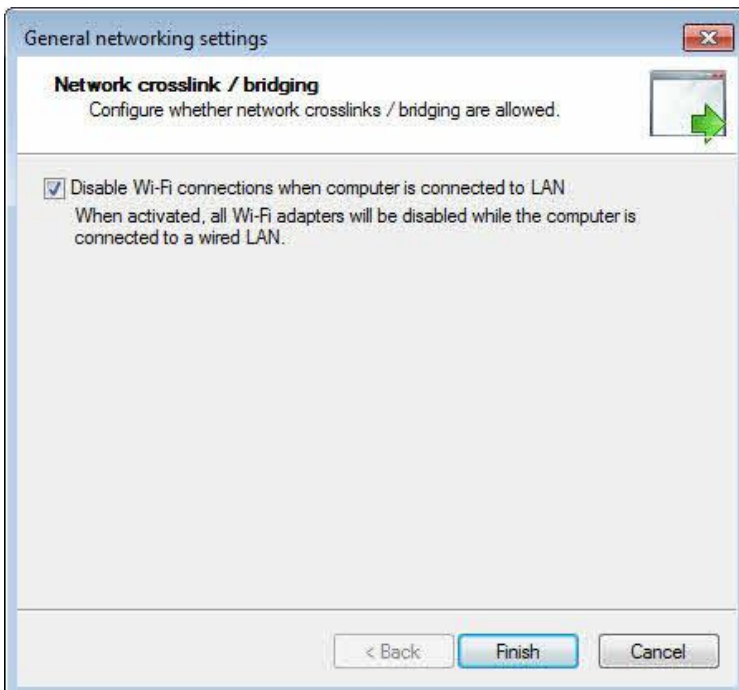 General networking settings
Network crosslink / bridging
Configure whether network crosslinks / bridging are allowed.
Disable Wi-Fi connections when computer is connected to LAN
When activated, all Wi-Fi adapters will be disabled while the computer is
connected to a wired LAN.
< Back Finish Cancel